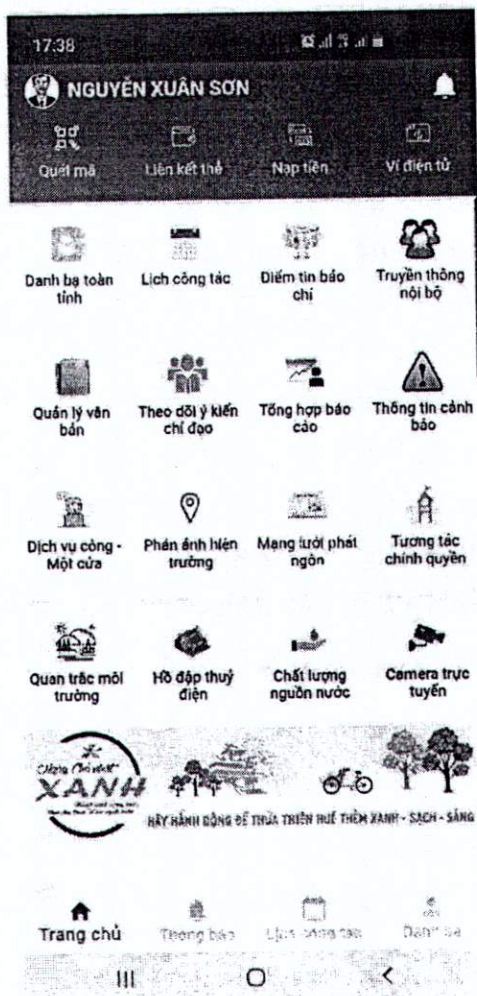 17:38
NGUYỄN XUÂN SƠN
Quét mã
Liên kết thẻ
Nạp tiền
Ví điện tử
Danh bạ toàn
tỉnh
Lịch công tác
Điểm tin báo
chí
Truyền thông
nội bộ
Quản lý văn
bản
Theo dõi ý kiến
chỉ đạo
Tổng hợp báo
cáo
Thông tin cảnh
báo
Dịch vụ công -
Một cửa
Phản ánh hiện
trường
Mạng lưới phát
ngôn
Tương tác
chính quyền
Quan trắc môi
trường
Hồ đập thuỷ
điện
Chất lượng
nguồn nước
Camera trực
tuyến
XANH
HÃY HÀNH ĐỘNG ĐỂ THỪA THIÊN HUẾ THÊM XANH - SẠCH - SÁNG
Trang chủ
Thông báo
Lịch công tác
Danh bạ